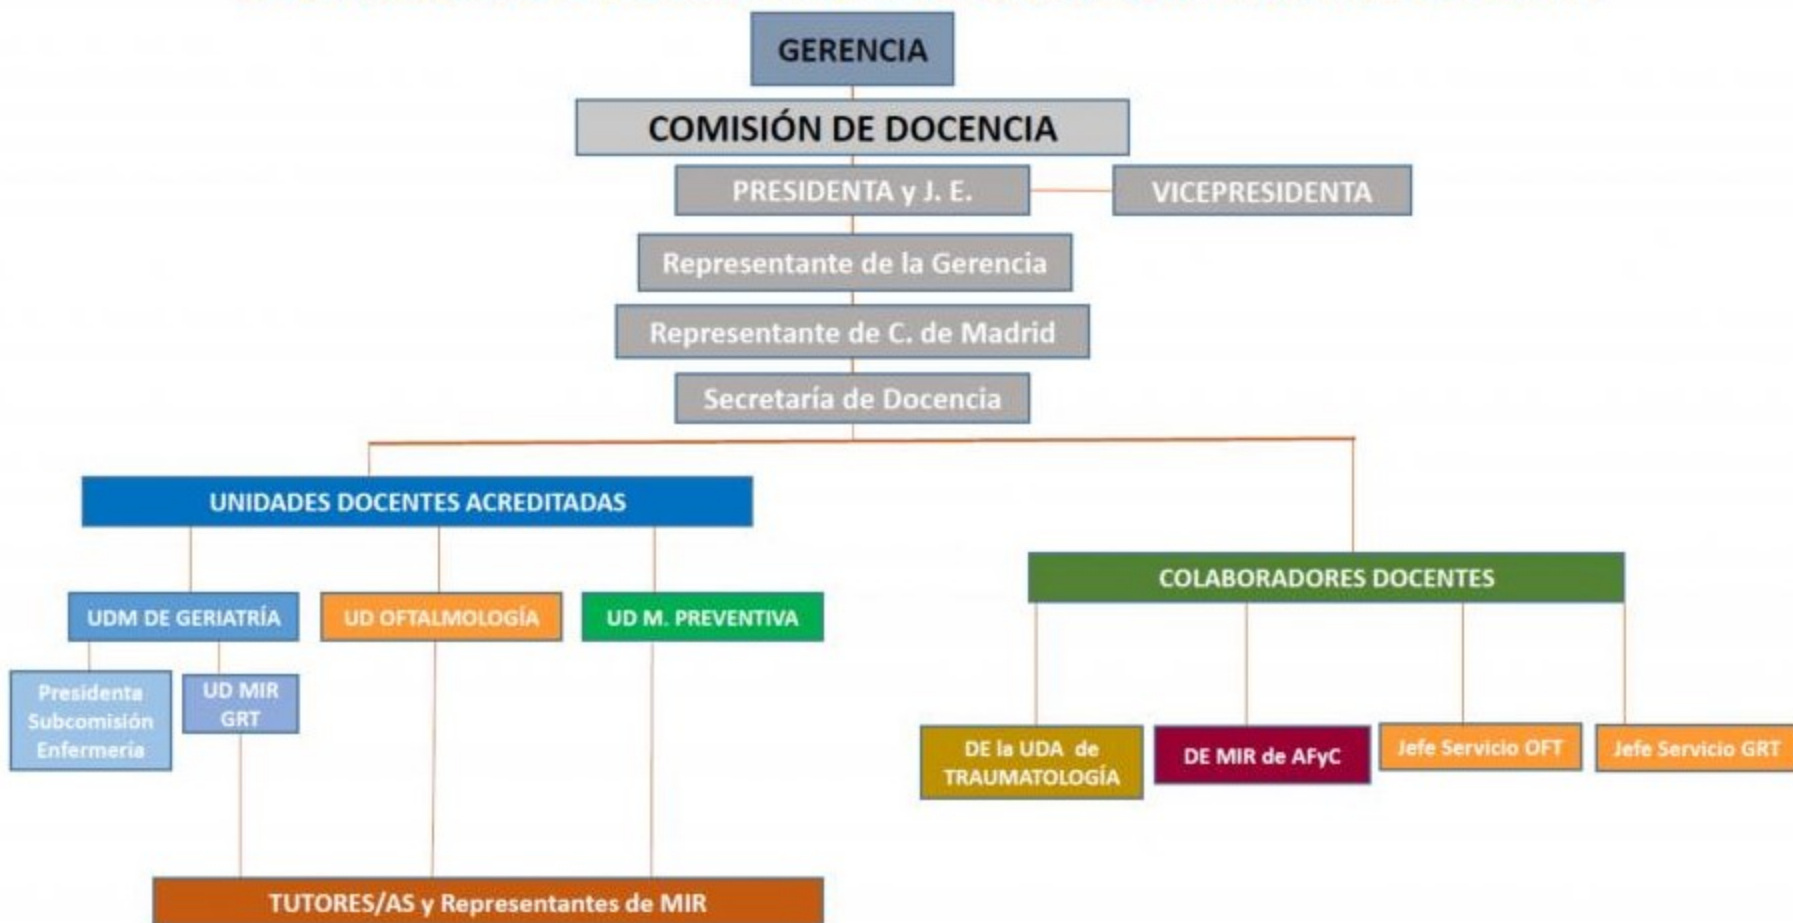 GERENCIA
COMISIÓN DE DOCENCIA
PRESIDENTA y J. E.
VICEPRESIDENTA
Representante de la Gerencia
Representante de C. de Madrid
Secretaría de Docencia
UNIDADES DOCENTES ACREDITADAS
COLABORADORES DOCENTES
UDM DE GERIATRÍA
UD OFTALMOLOGÍA
UD M. PREVENTIVA
Presidenta
Subcomisión
Enfermería
UD MIR
GRT
DE la UDA de
TRAUMATOLOGÍA
DE MIR de AFyC
Jefe Servicio OFT
Jefe Servicio GRT
TUTORES/AS y Representantes de MIR